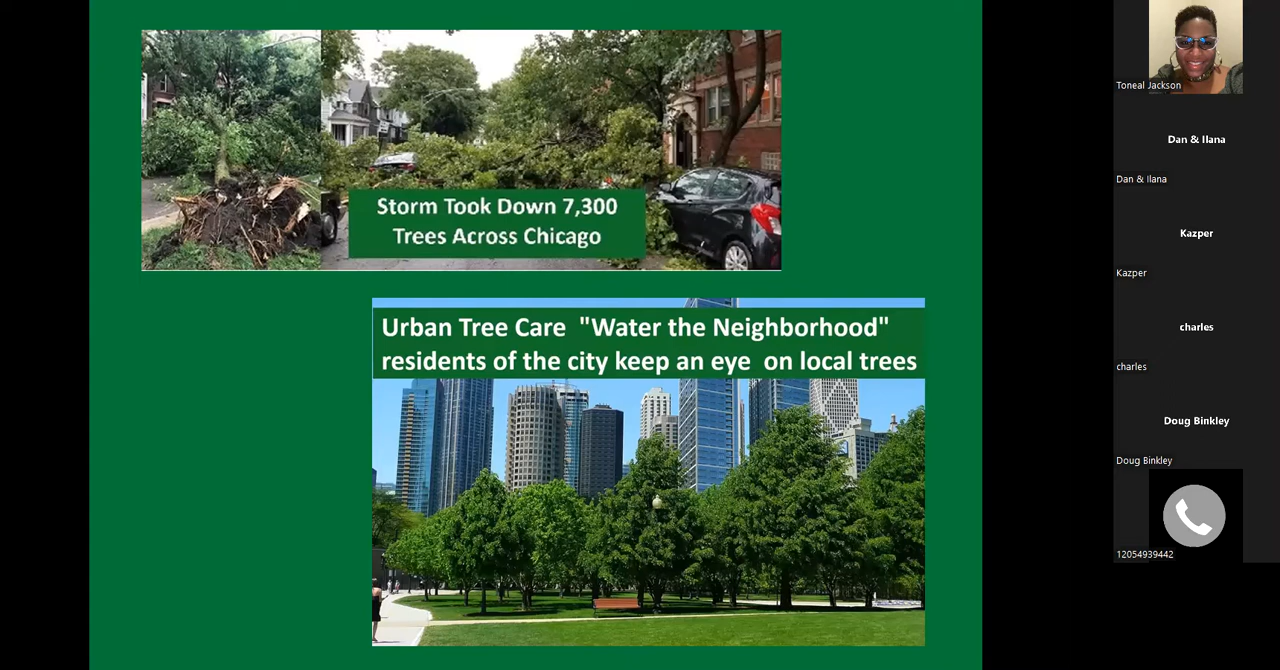 Storm Took Down 7,300
Trees Across Chicago
Urban Tree Care "Water the Neighborhood"
residents of the city keep an eye on local trees
Toneal Jackson
Dan & Ilana
Dan & Ilana
Kazper
Kazper
charles
charles
Doug Binkley
Doug Binkley
12054939442